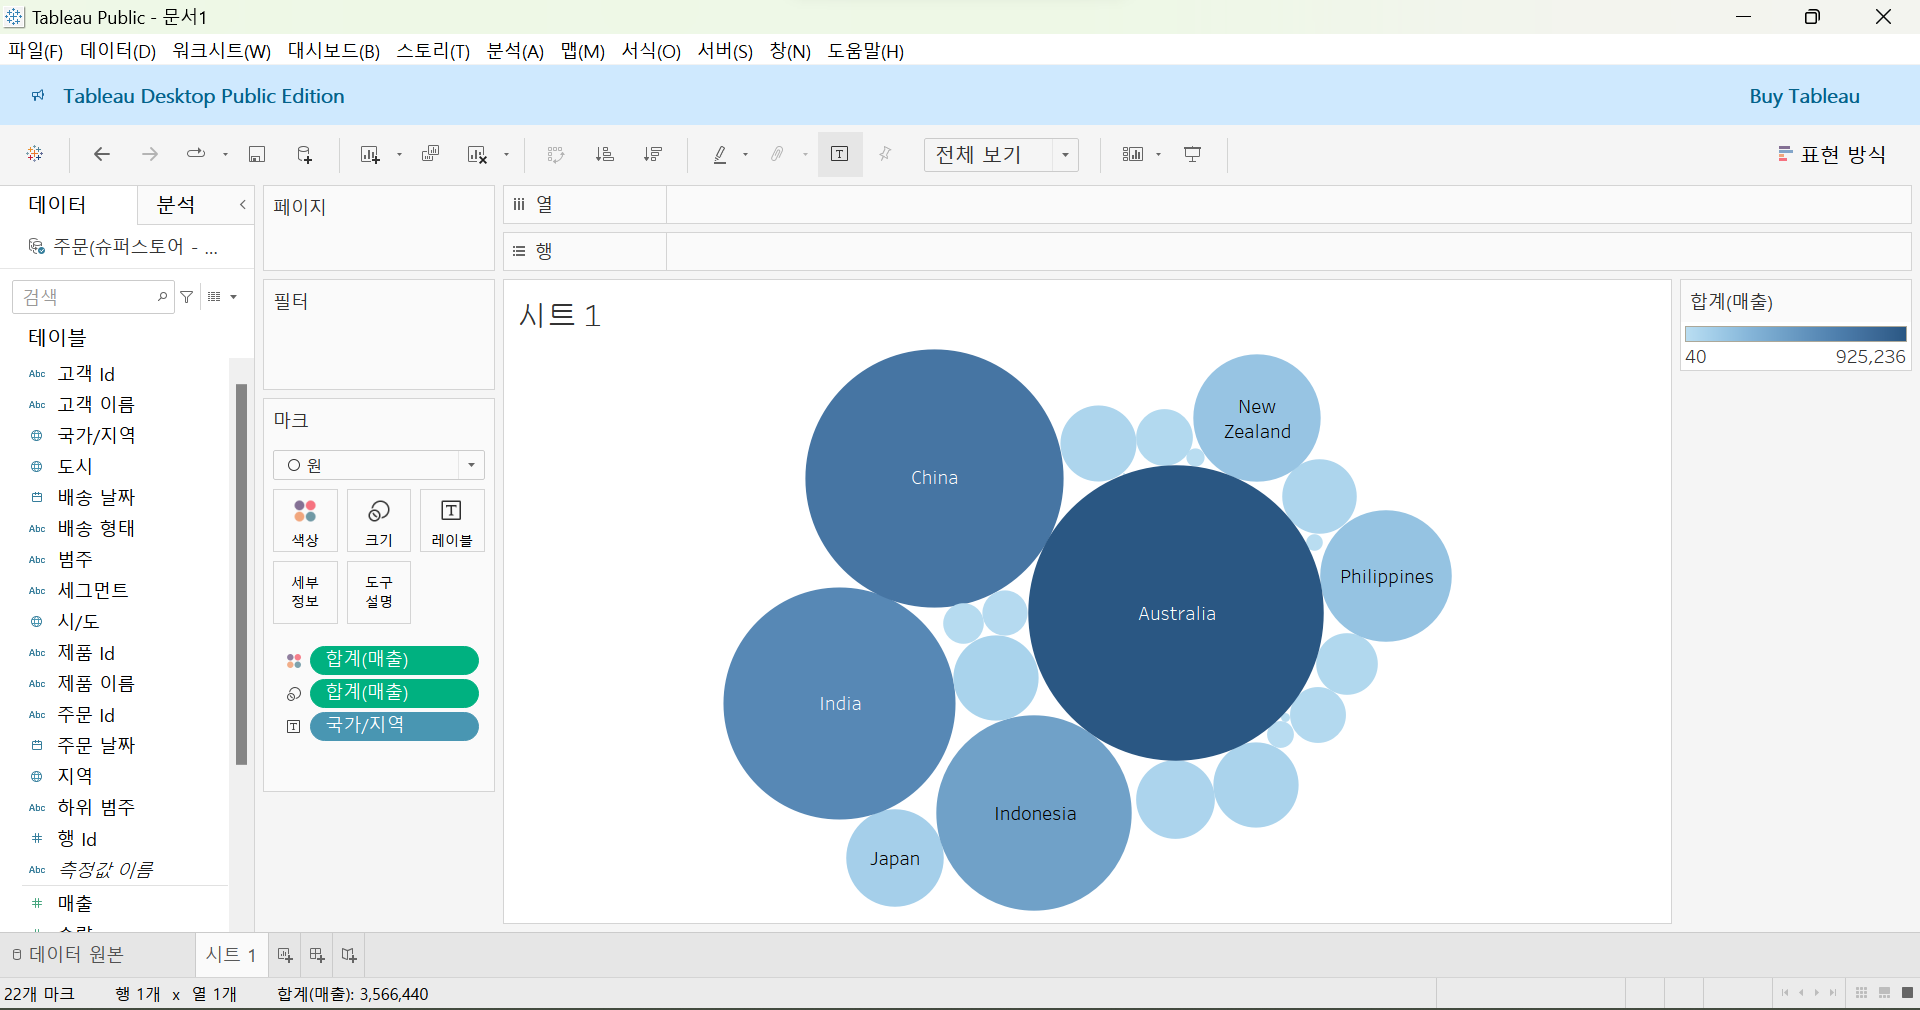 Tableau Public - 문서1
파일(F) 데이터(D) 워크시트(W) 대시보드(B) 스토리(T) 분석(A) 맵(M) 서식(O) 서버(S) 창(N) 도움말(H)
Tableau Desktop Public Edition
Buy Tableau
전체 보기
표현 방식
데이터
분석
주문(슈퍼스토어 - ...
검색
테이블
Abc 고객 Id
Abc 고객 이름
국가/지역
도시
배송 날짜
Abc 배송 형태
Abc 범주
Abc 세그먼트
시/도
Abc 제품 Id
Abc 제품 이름
Abc 주문 Id
주문 날짜
지역
Abc 하위 범주
# 행 Id
Abc 측정값 이름
# 매출
페이지
필터
마크
원
색상
크기
레이블
세부
정보
도구
설명
합계(매출)
합계(매출)
국가/지역
열
행
시트 1
China
New
Zealand
Philippines
Australia
India
Indonesia
Japan
합계(매출)
40
925,236
데이터 원본
시트 1
22개 마크
행 1개 x 열 1개
합계(매출): 3,566,440